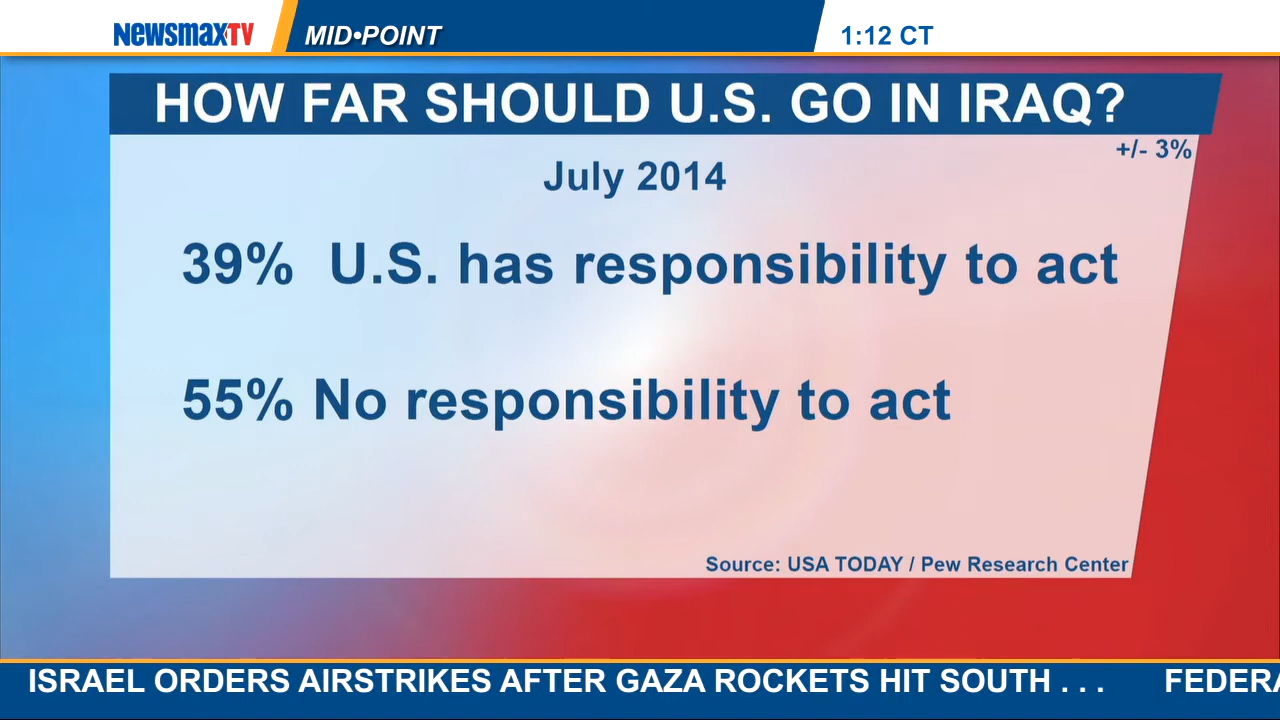 NEWSMAXTV
MID•POINT
1:12 CT
HOW FAR SHOULD U.S. GO IN IRAQ?
+/- 3%
July 2014
39% U.S. has responsibility to act
55% No responsibility to act
Source: USA TODAY / Pew Research Center
ISRAEL ORDERS AIRSTRIKES AFTER GAZA ROCKETS HIT SOUTH . . .